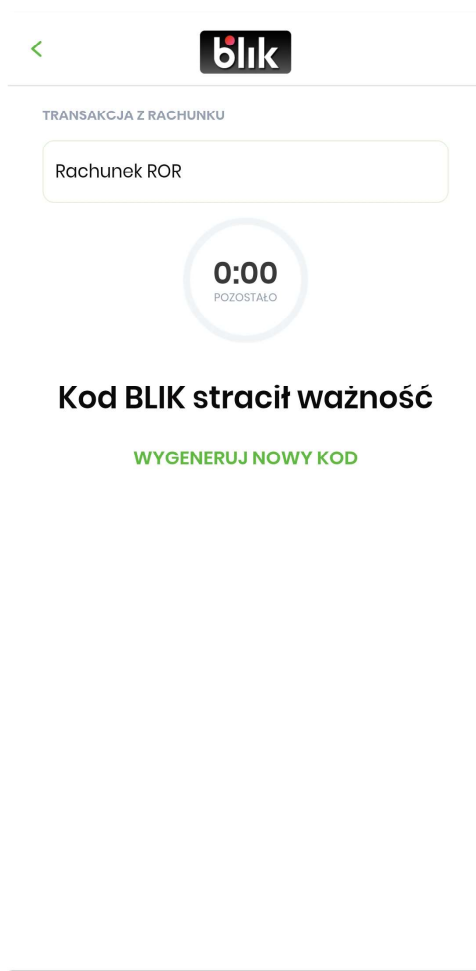 blik
TRANSAKCJA Z RACHUNKU
Rachunek ROR
0:00
POZOSTAŁO
Kod BLIK stracił ważność
WYGENERUJ NOWY KOD